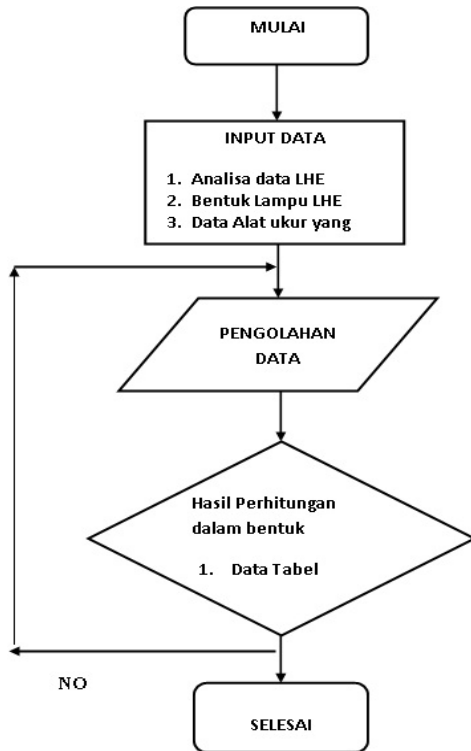 MULAI
INPUT DATA
1. Analisa data LHE
2. Bentuk Lampu LHE
3. Data Alat ukur yang
PENGOLAHAN
DATA
Hasil Perhitungan
dalam bentuk
1. Data Tabel
NO
SELESAI